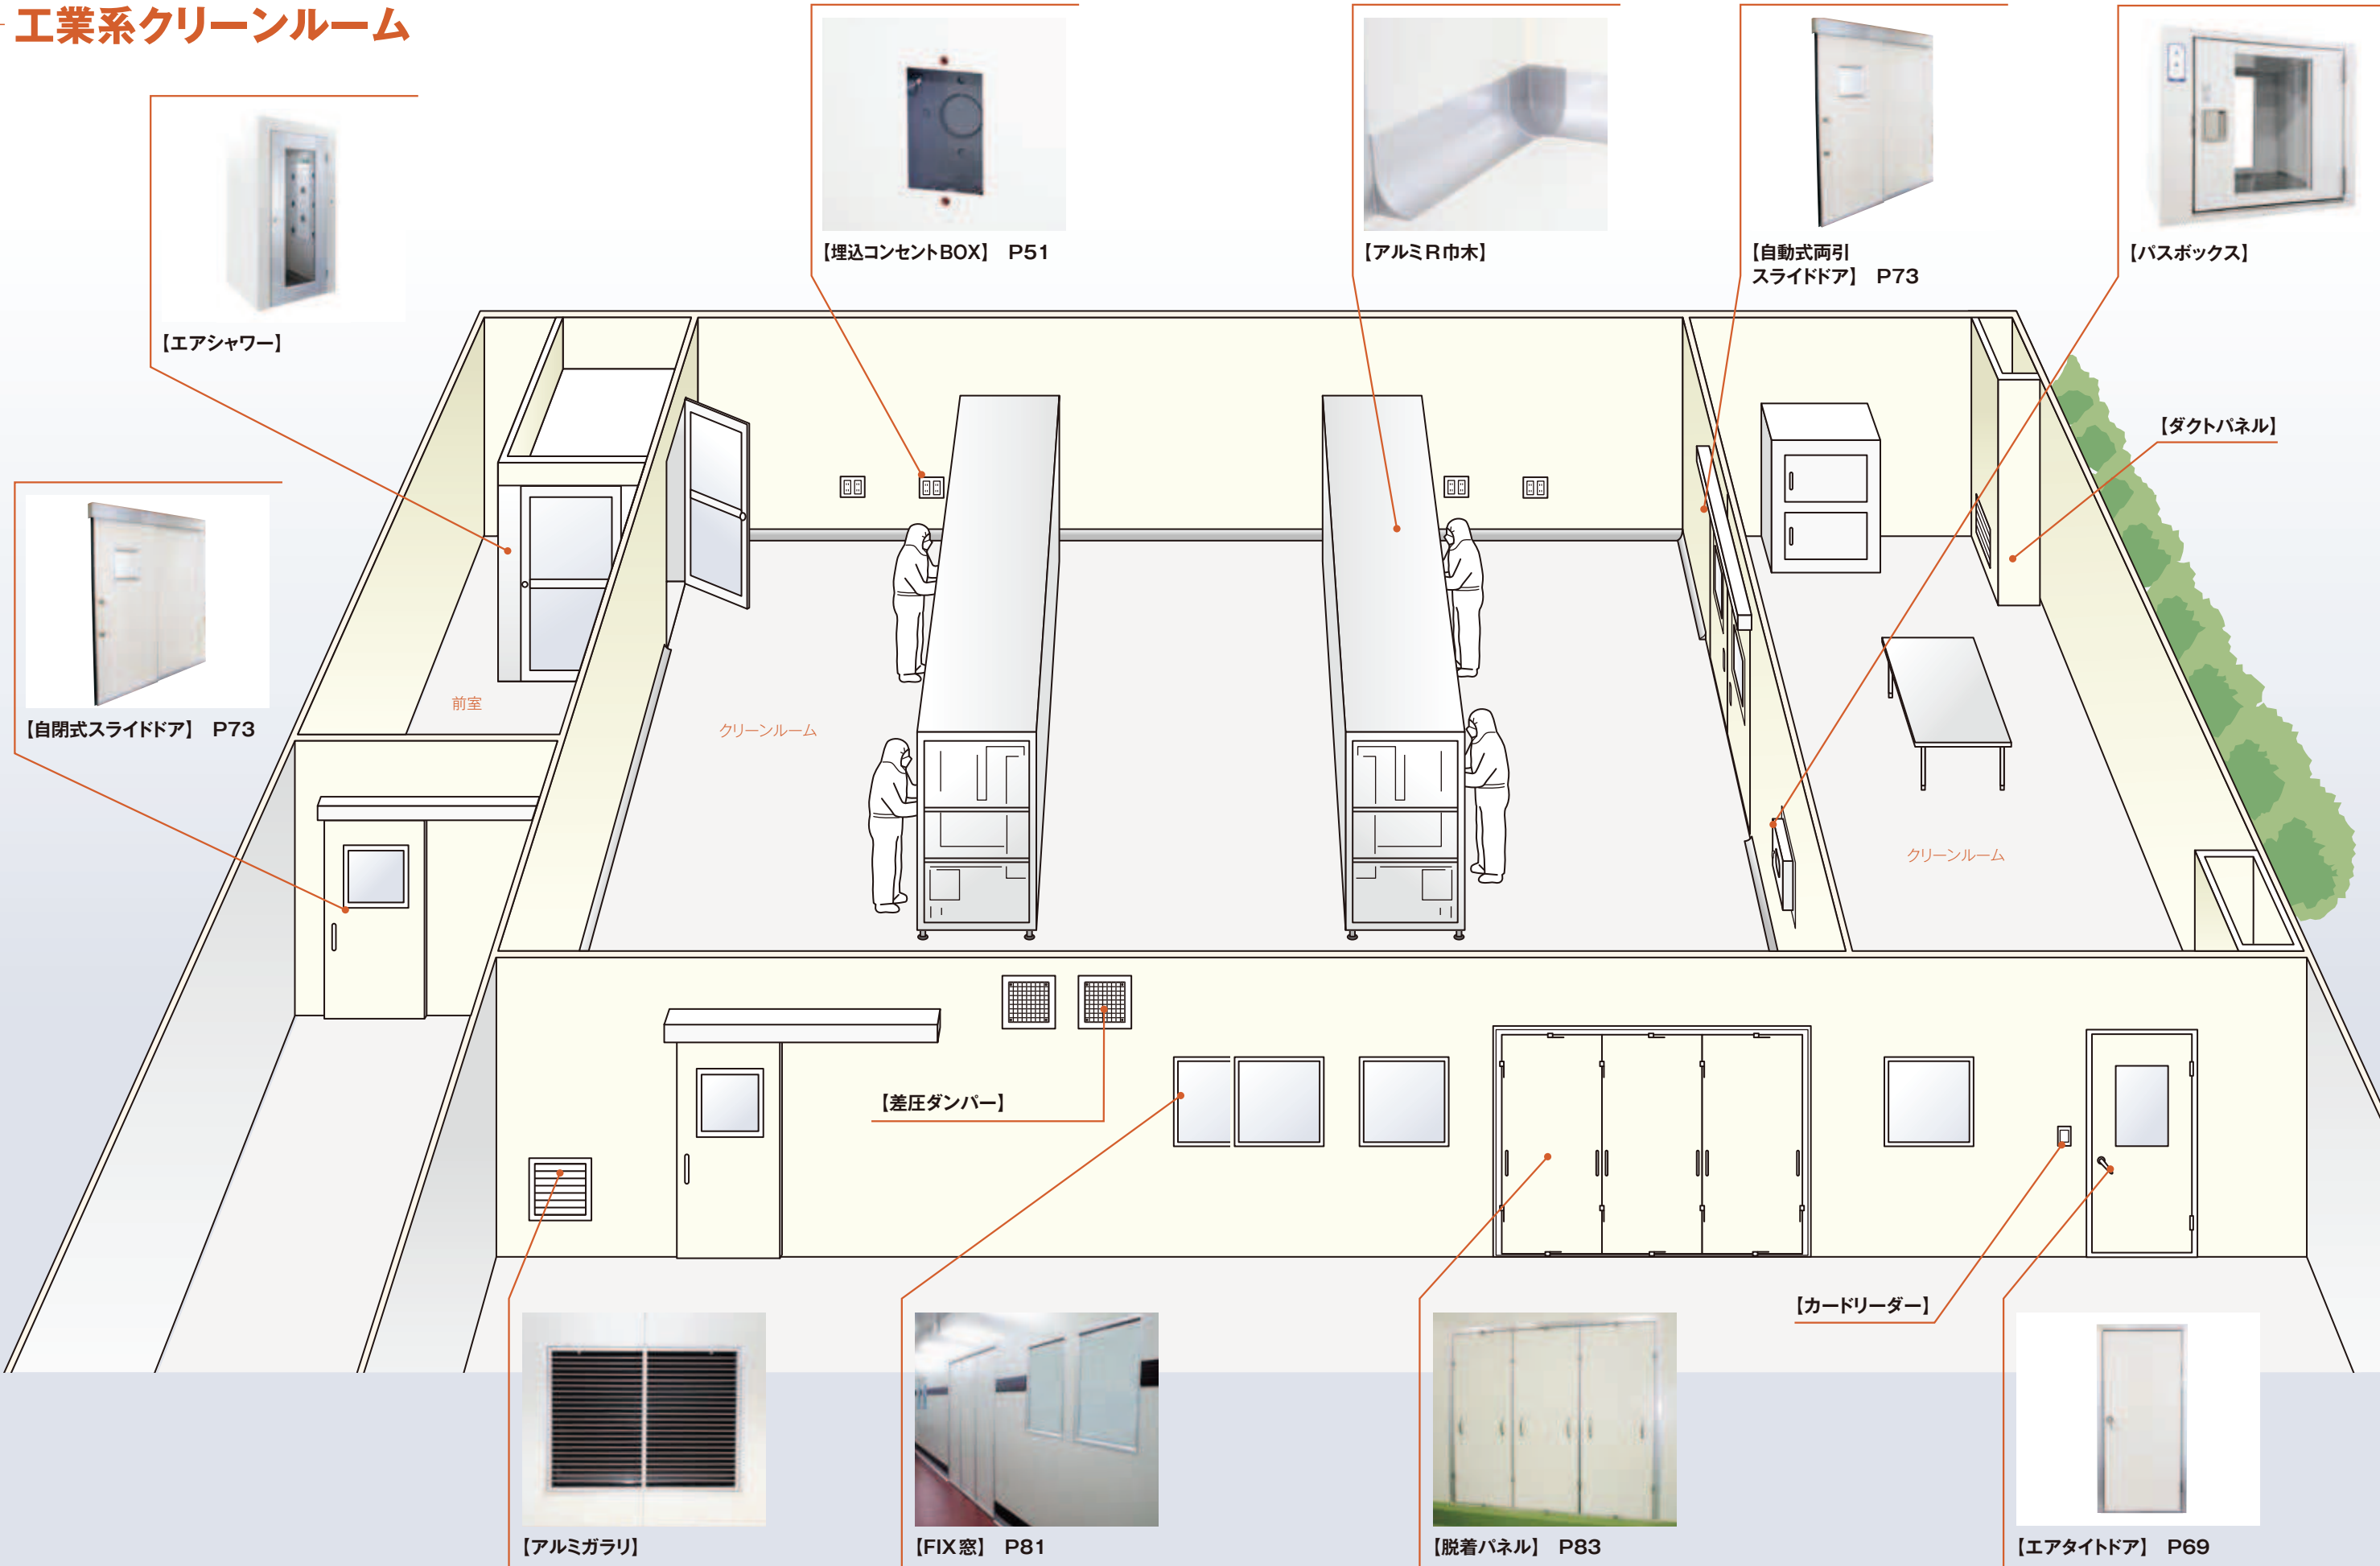 工業系クリーンルーム
【エアシャワー】
【埋込コンセントBOX】 P51
【アルミR巾木】
【自動式両引
スライドドア】 P73
【パスボックス】
【ダクトパネル】
【自閉式スライドドア】 P73
前室
クリーンルーム
クリーンルーム
【差圧ダンパー】
【カードリーダー】
【アルミガラリ】
【FIX窓】 P81
【脱着パネル】 P83
【エアタイトドア】 P69